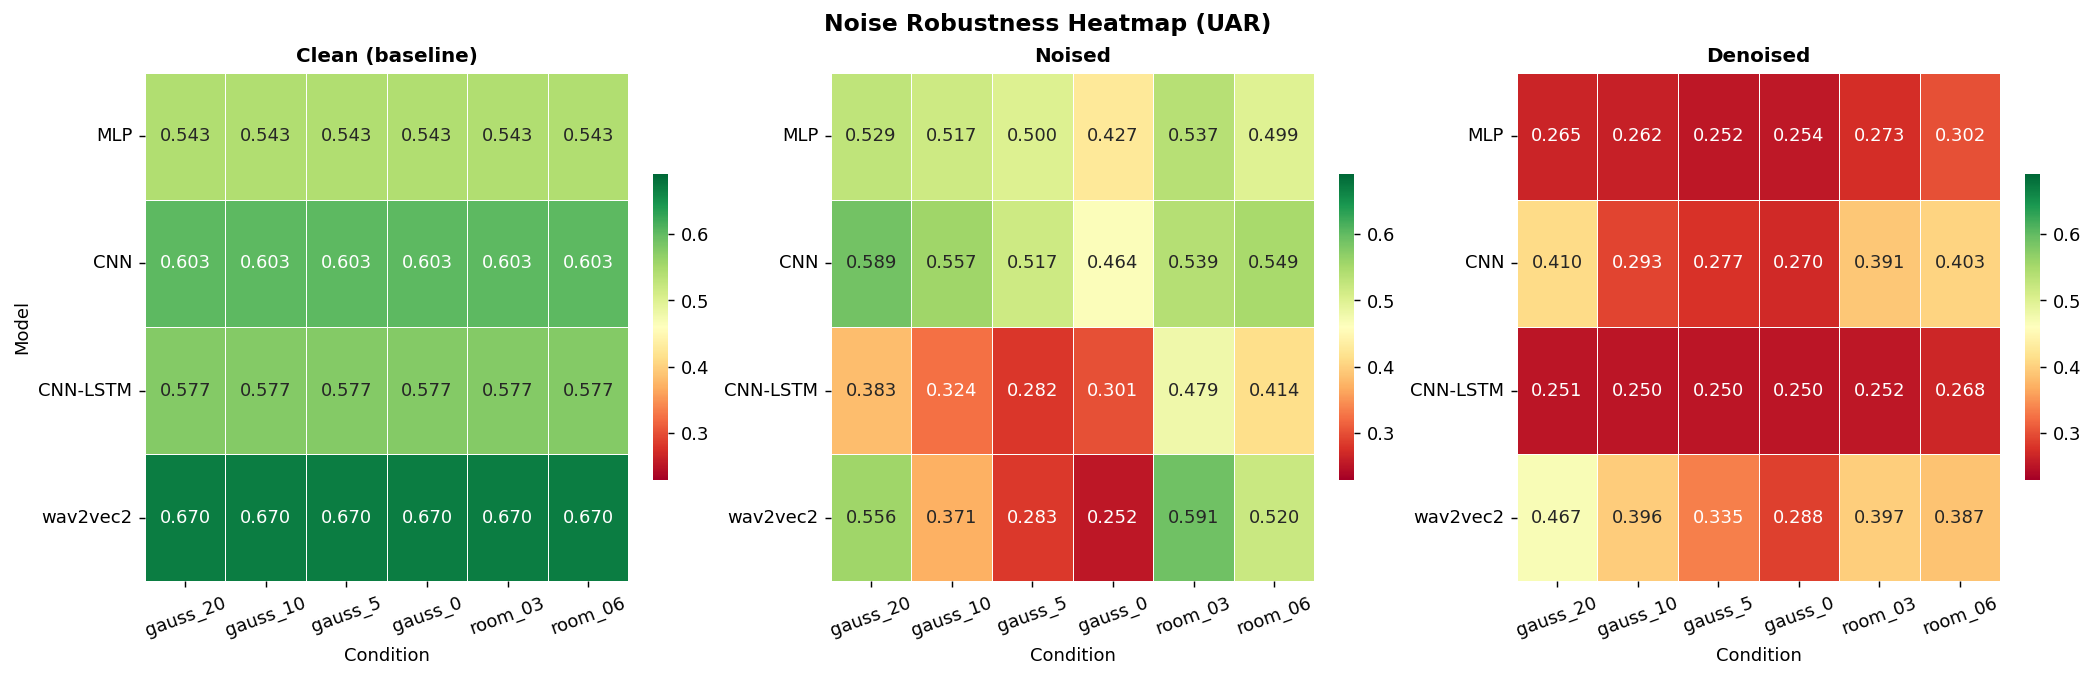 Noise Robustness Heatmap (UAR)
Clean (baseline)
Model
MLP 0.543 0.543 0.543 0.543 0.543 0.543
CNN 0.603 0.603 0.603 0.603 0.603 0.603
CNN-LSTM 0.577 0.577 0.577 0.577 0.577 0.577
wav2vec2 0.670 0.670 0.670 0.670 0.670 0.670
gauss_20 gauss_10 gauss_5 gauss_0 room_03 room_06
Condition
0.6
0.5
0.4
0.3
Noised
MLP 0.529 0.517 0.500 0.427 0.537 0.499
CNN 0.589 0.557 0.517 0.464 0.539 0.549
CNN-LSTM 0.383 0.324 0.282 0.301 0.479 0.414
wav2vec2 0.556 0.371 0.283 0.252 0.591 0.520
gauss_20 gauss_10 gauss_5 gauss_0 room_03 room_06
Condition
0.6
0.5
0.4
0.3
Denoised
MLP 0.265 0.262 0.252 0.254 0.273 0.302
CNN 0.410 0.293 0.277 0.270 0.391 0.403
CNN-LSTM 0.251 0.250 0.250 0.250 0.252 0.268
wav2vec2 0.467 0.396 0.335 0.288 0.397 0.387
gauss_20 gauss_10 gauss_5 gauss_0 room_03 room_06
Condition
0.6
0.5
0.4
0.3